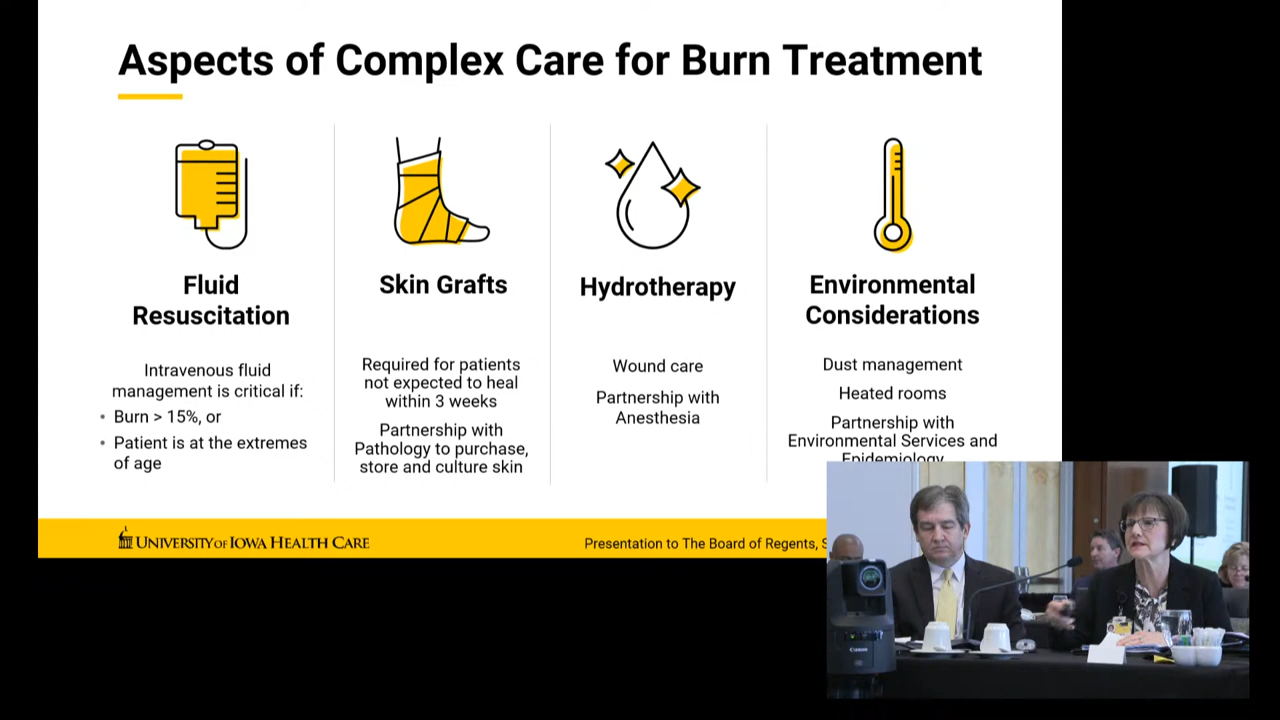 Aspects of Complex Care for Burn Treatment
Fluid
Resuscitation
Intravenous fluid
management is critical if:
• Burn > 15%, or
• Patient is at the extremes
of age
Skin Grafts
Required for patients
not expected to heal
within 3 weeks
Partnership with
Pathology to purchase,
store and culture skin
Hydrotherapy
Wound care
Partnership with
Anesthesia
Environmental
Considerations
Dust management
Heated rooms
Partnership with
Environmental Services and
Epidemiology
UNIVERSITY OF IOWA HEALTH CARE
Presentation to The Board of Regents, S
Canon